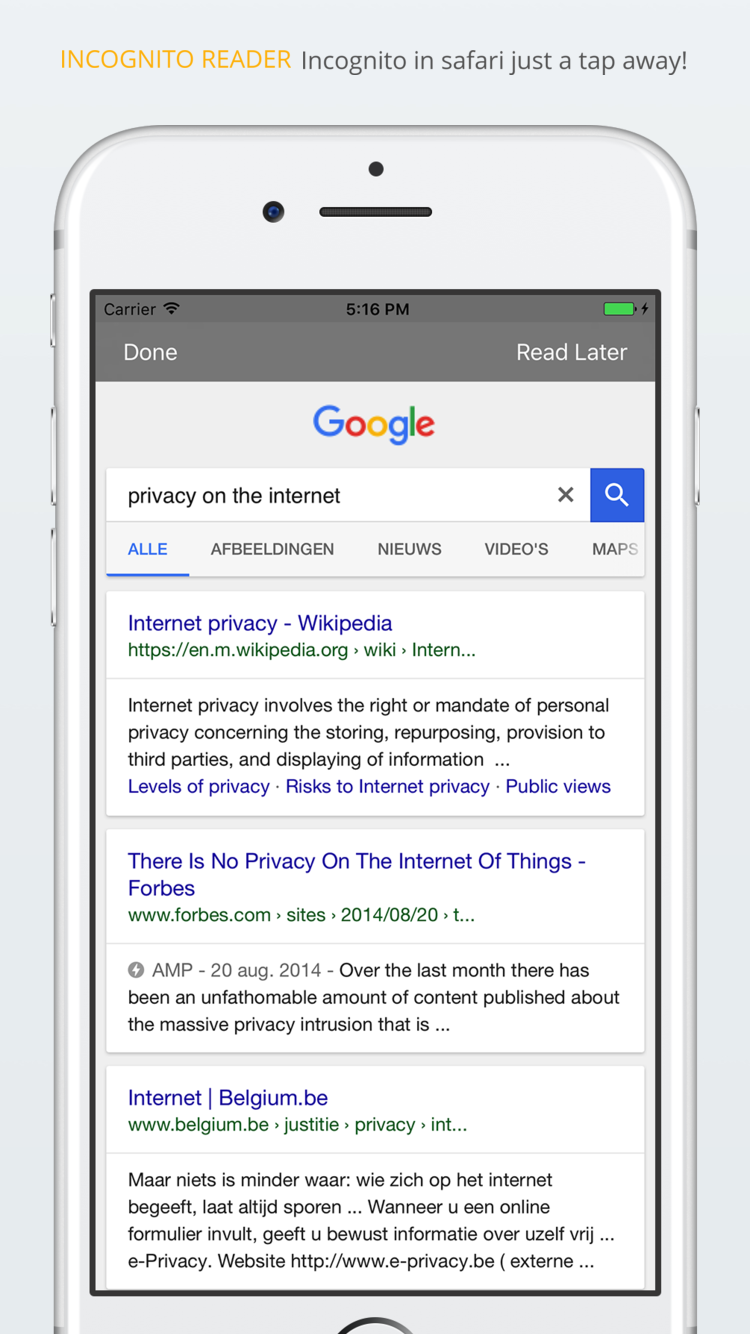 INCOGNITO READER Incognito in safari just a tap away!
Carrier 5:16 PM
Done Read Later
Google
privacy on the internet
ALLE AFBEELDINGEN NIEUWS VIDEO'S MAPS
Internet privacy - Wikipedia
https://en.m.wikipedia.org › wiki › Intern...
Internet privacy involves the right or mandate of personal
privacy concerning the storing, repurposing, provision to
third parties, and displaying of information ...
Levels of privacy · Risks to Internet privacy · Public views
There Is No Privacy On The Internet Of Things -
Forbes
www.forbes.com › sites › 2014/08/20 › t...
AMP - 20 aug. 2014 - Over the last month there has
been an unfathomable amount of content published about
the massive privacy intrusion that is ...
Internet | Belgium.be
www.belgium.be › justitie › privacy › int...
Maar niets is minder waar: wie zich op het internet
begeeft, laat altijd sporen ... Wanneer u een online
formulier invult, geeft u bewust informatie over uzelf vrij ...
e-Privacy. Website http://www.e-privacy.be ( externe ...